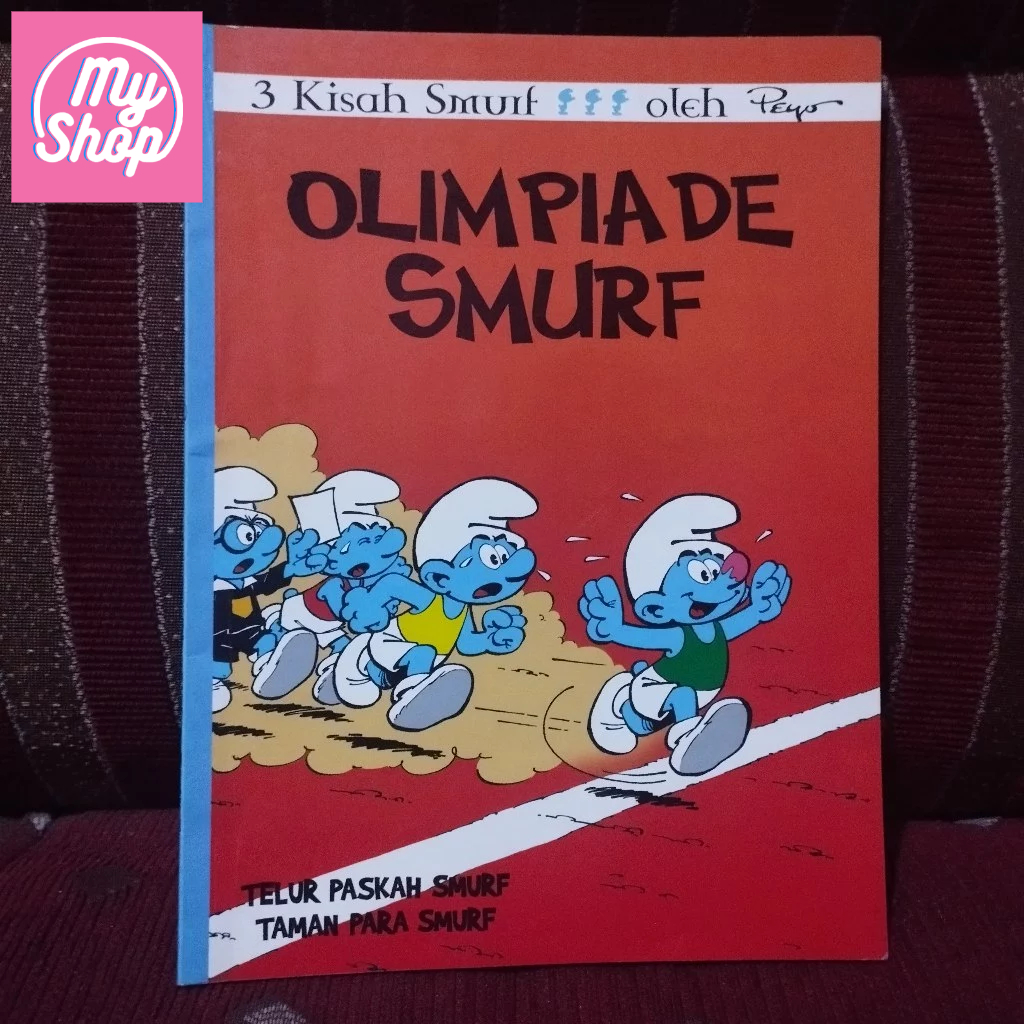 My
Shop
3 Kisah Smurf oleh Peyo
OLIMPIADE
SMURF
TELUR PASKAH SMURF
TAMAN PARA SMURF